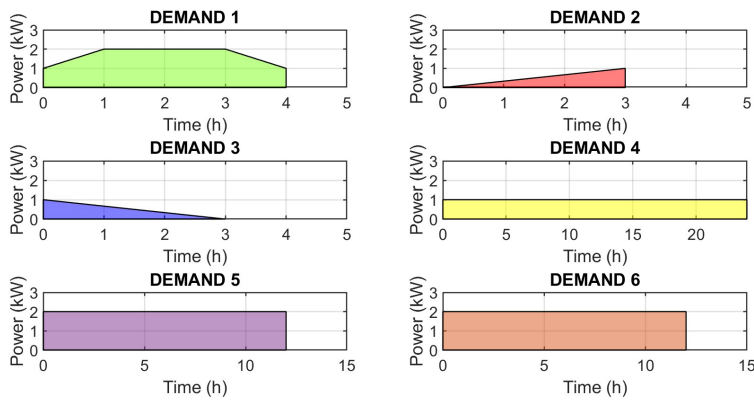 DEMAND 1
Power (kW)
3
2
1
0
0 1 2 3 4 5
Time (h)
DEMAND 2
Power (kW)
3
2
1
0
0 1 2 3 4 5
Time (h)
DEMAND 3
Power (kW)
3
2
1
0
0 1 2 3 4 5
Time (h)
DEMAND 4
Power (kW)
3
2
1
0
0 5 10 15 20
Time (h)
DEMAND 5
Power (kW)
3
2
1
0
0 5 10 15
Time (h)
DEMAND 6
Power (kW)
3
2
1
0
0 5 10 15
Time (h)